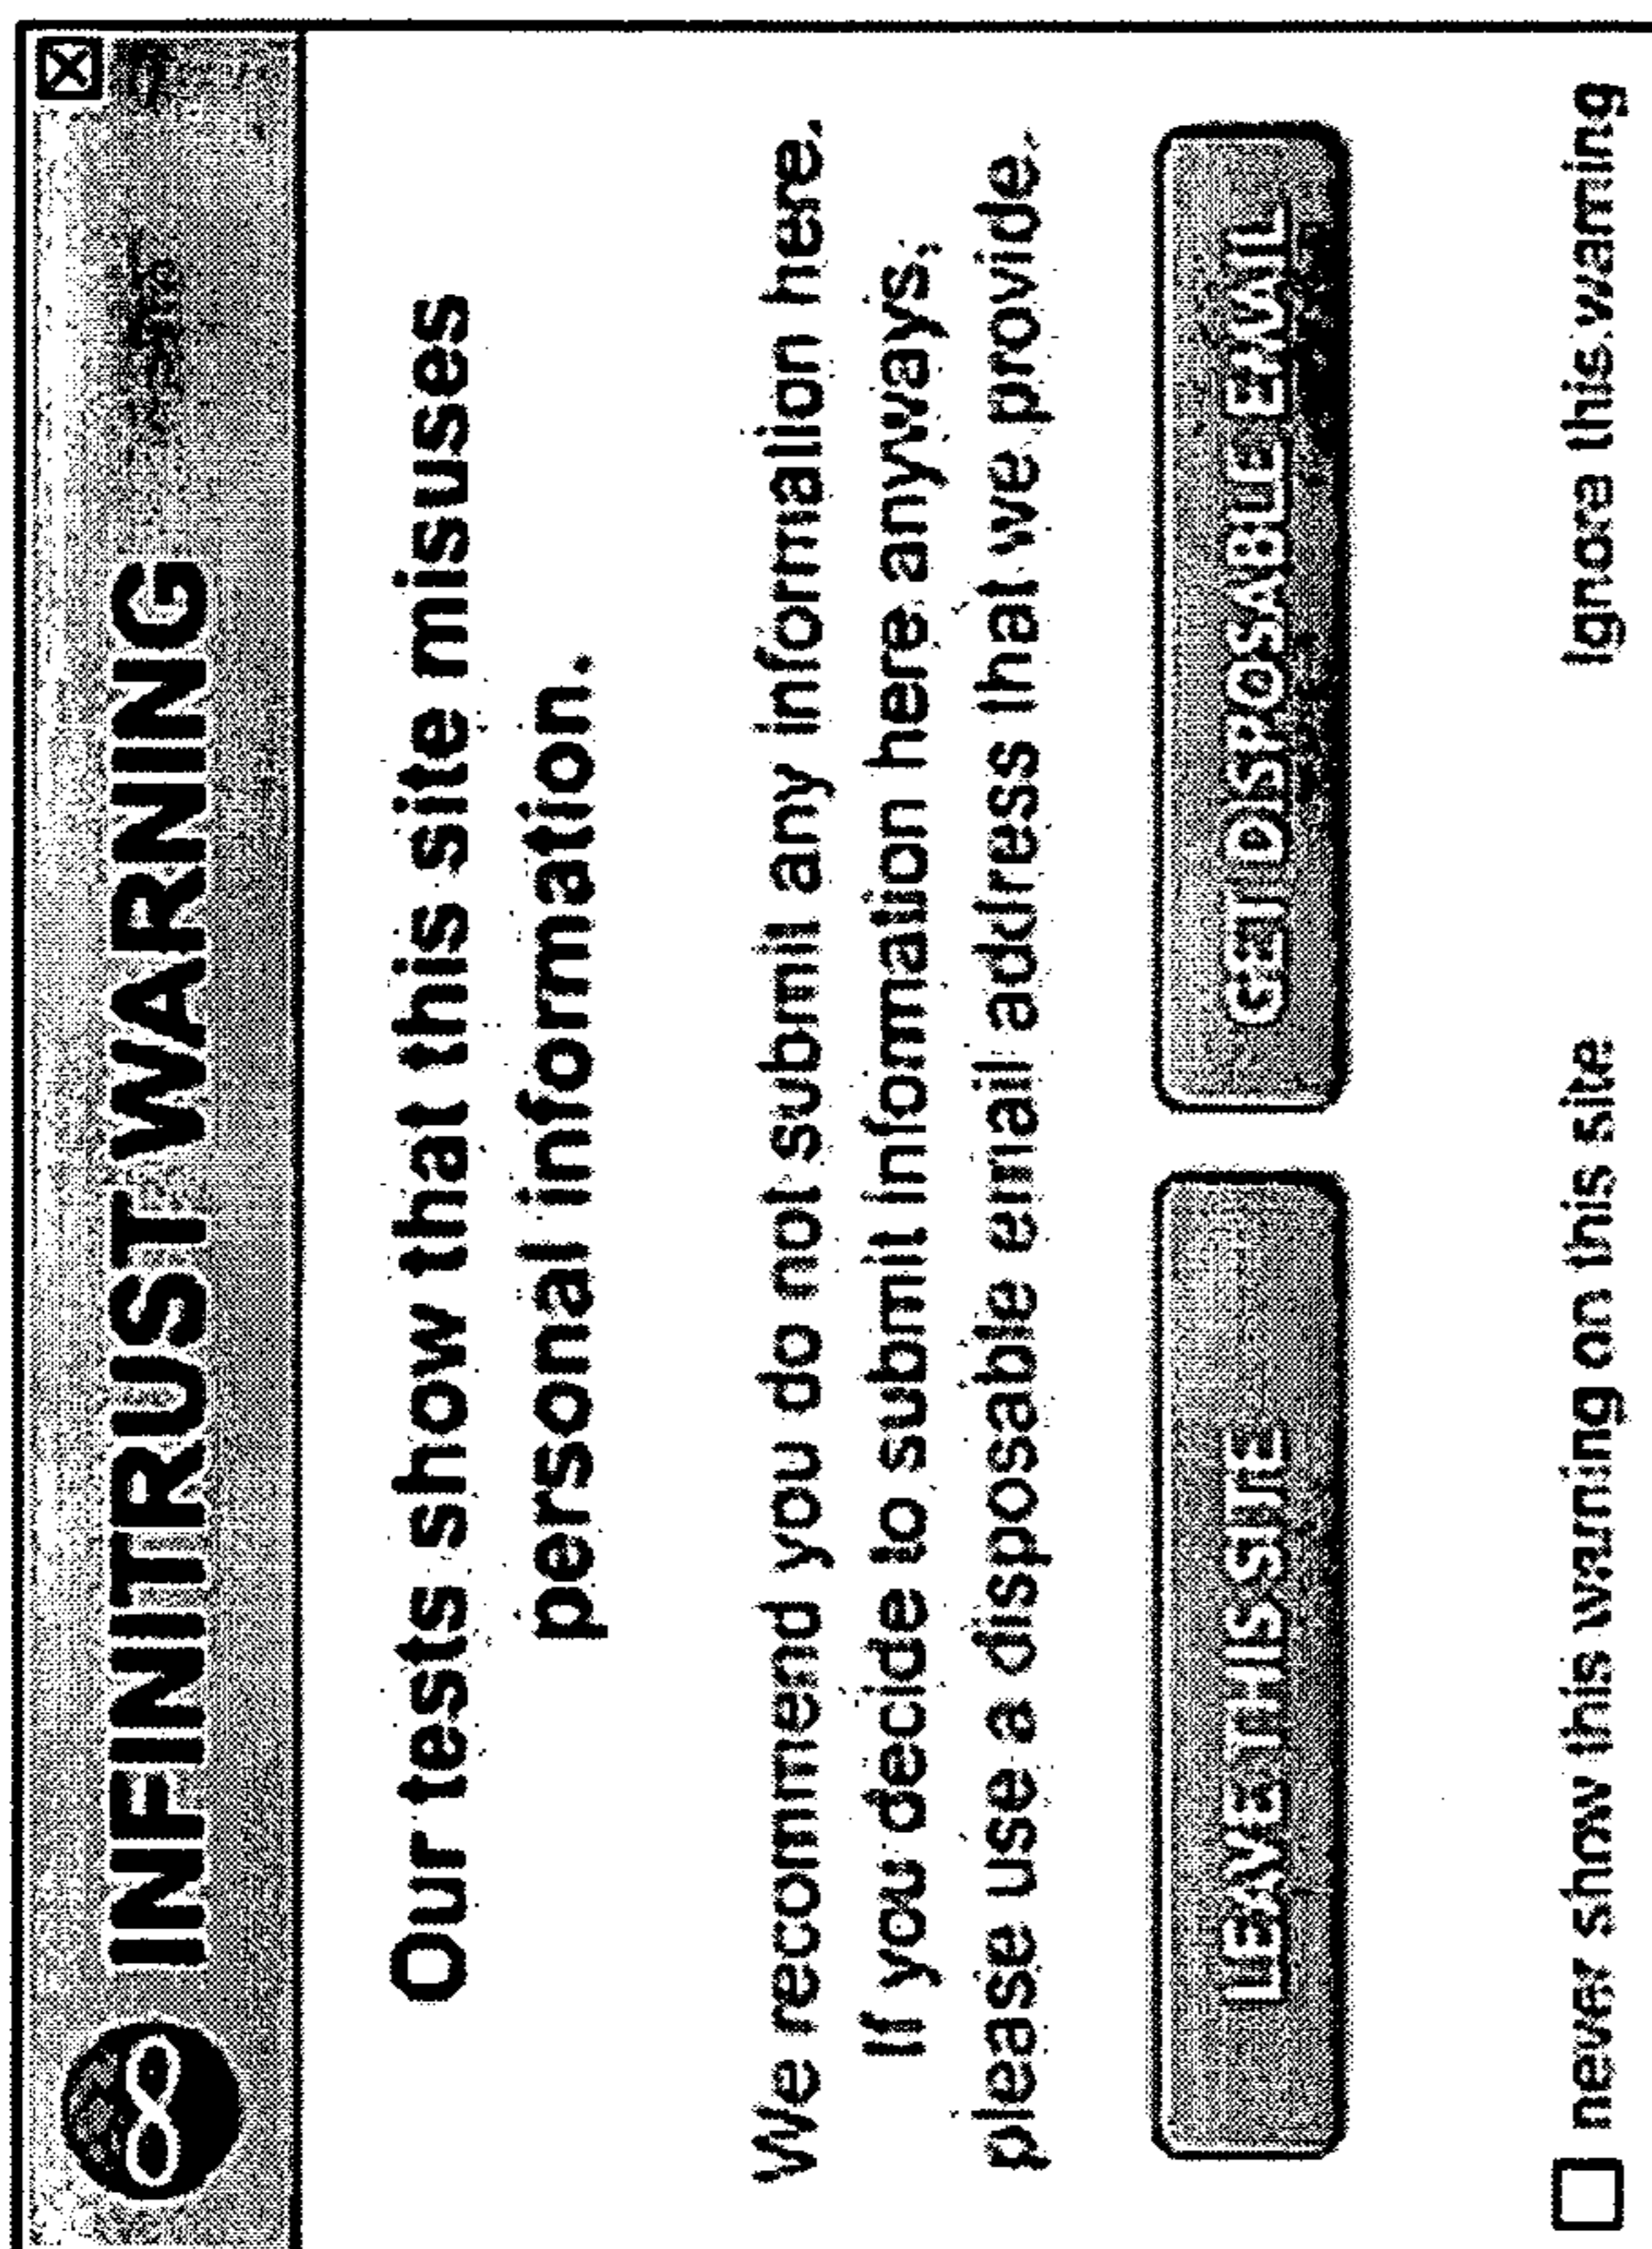 INFINITRUST WARNING
Our tests show that this site misuses
personal information.
We recommend you do not submit any information here.
If you decide to submit information here anyways,
please use a disposable email address that we provide.
LEAVE THIS SITE
GET DISPOSABLE EMAIL
never show this warning on this site
Ignore this warning